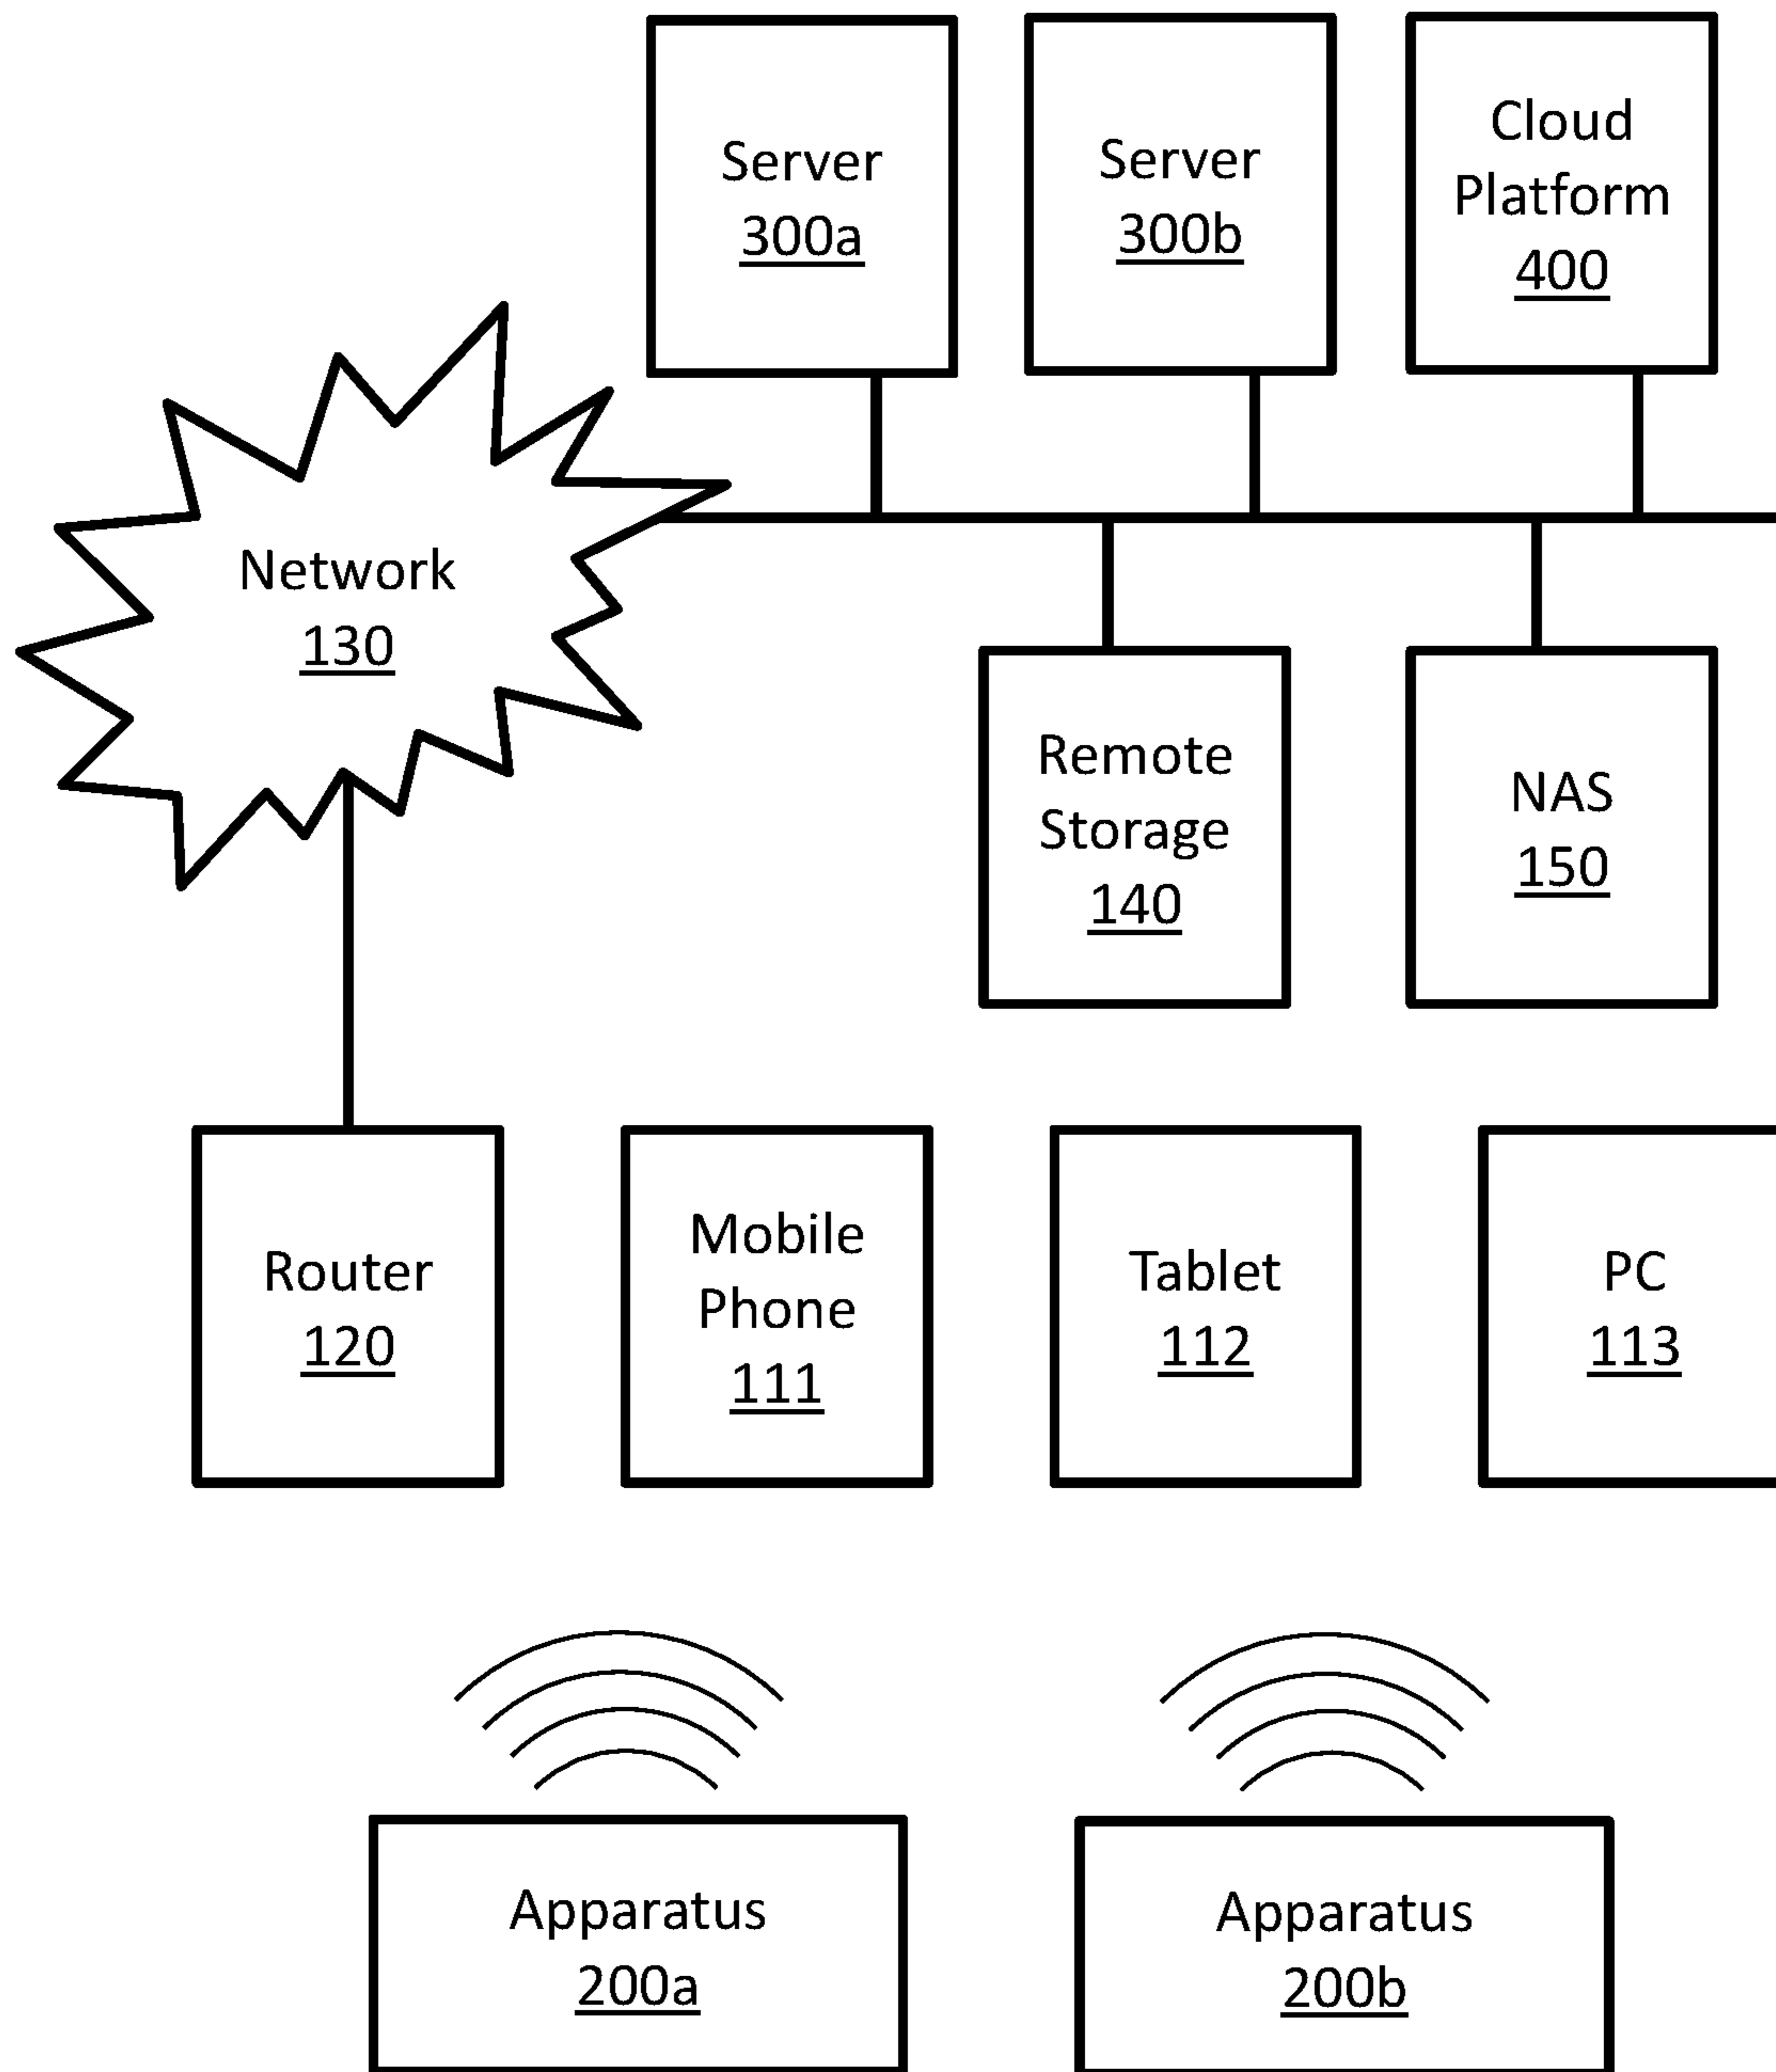 Server
300a
Server
300b
Cloud
Platform
400
Network
130
Remote
Storage
140
NAS
150
Router
120
Mobile
Phone
111
Tablet
112
PC
113
Apparatus
200a
Apparatus
200b